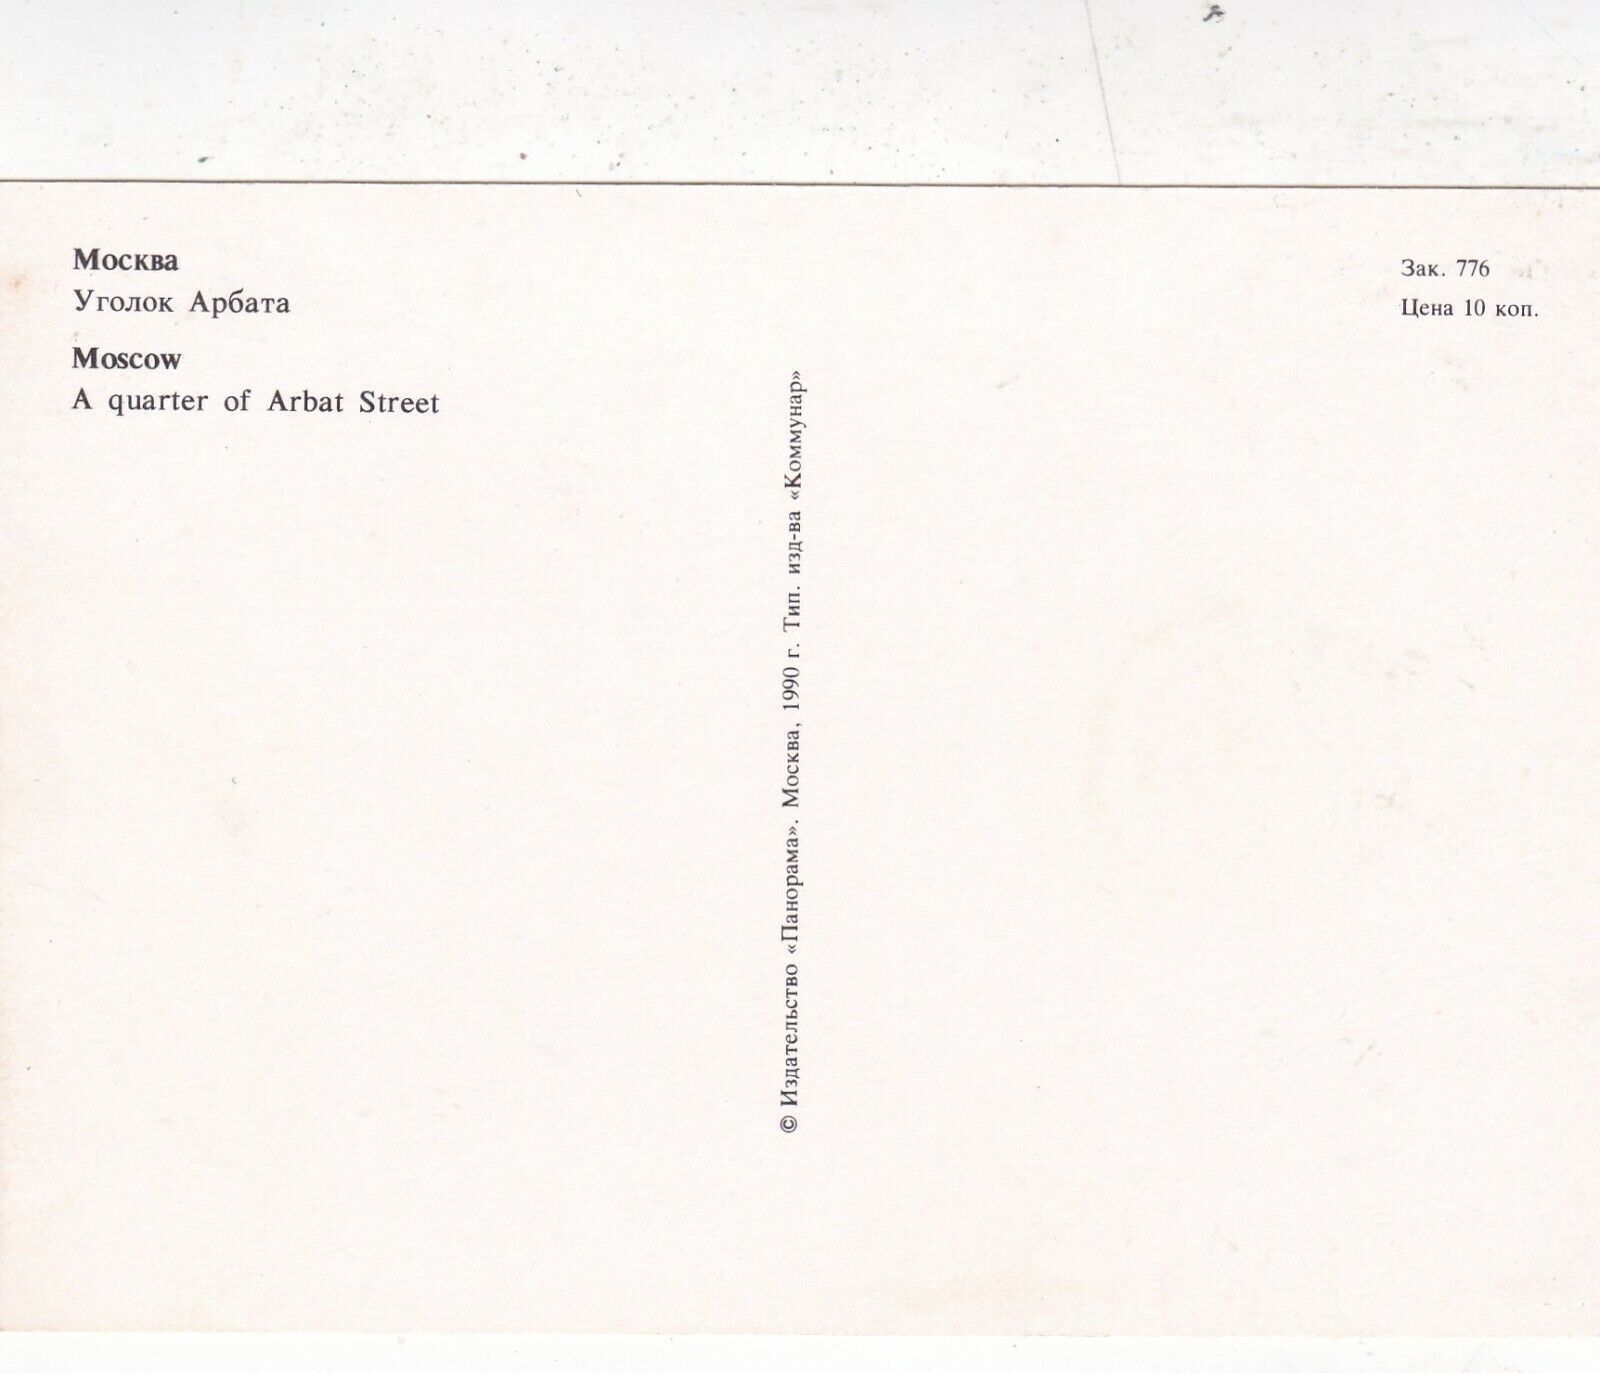 Москва
Уголок Арбата
Moscow
A quarter of Arbat Street
© Издательство «Панорама». Москва, 1990 г. Тип. изд-ва «Коммунар»
Зак. 776
Цена 10 коп.